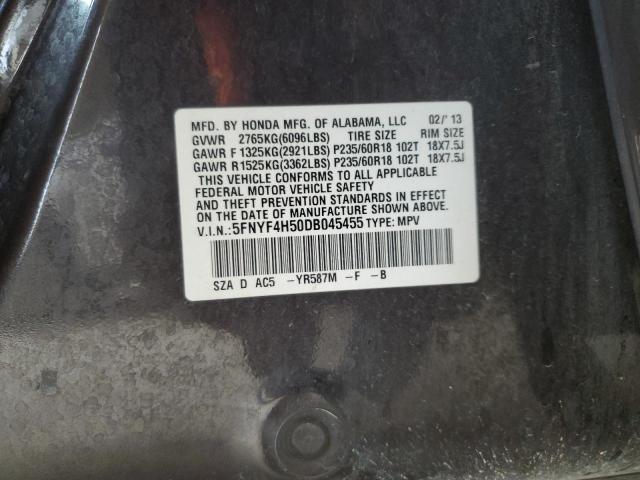 MFD. BY HONDA MFG. OF ALABAMA, LLC 02/'13
GVWR 2765KG(6096LBS) TIRE SIZE RIM SIZE
GAWR F 1325KG(2921LBS) P235/60R18 102T 18X7.5J
GAWR R 1525KG(3362LBS) P235/60R18 102T 18X7.5J
THIS VEHICLE CONFORMS TO ALL APPLICABLE
FEDERAL MOTOR VEHICLE SAFETY
AND THEFT PREVENTION STANDARDS IN EFFECT
ON THE DATE OF MANUFACTURE SHOWN ABOVE.
V.I.N.:5FNYF4H50DB045455 TYPE: MPV
SZA D AC5 -YR587M -F -B